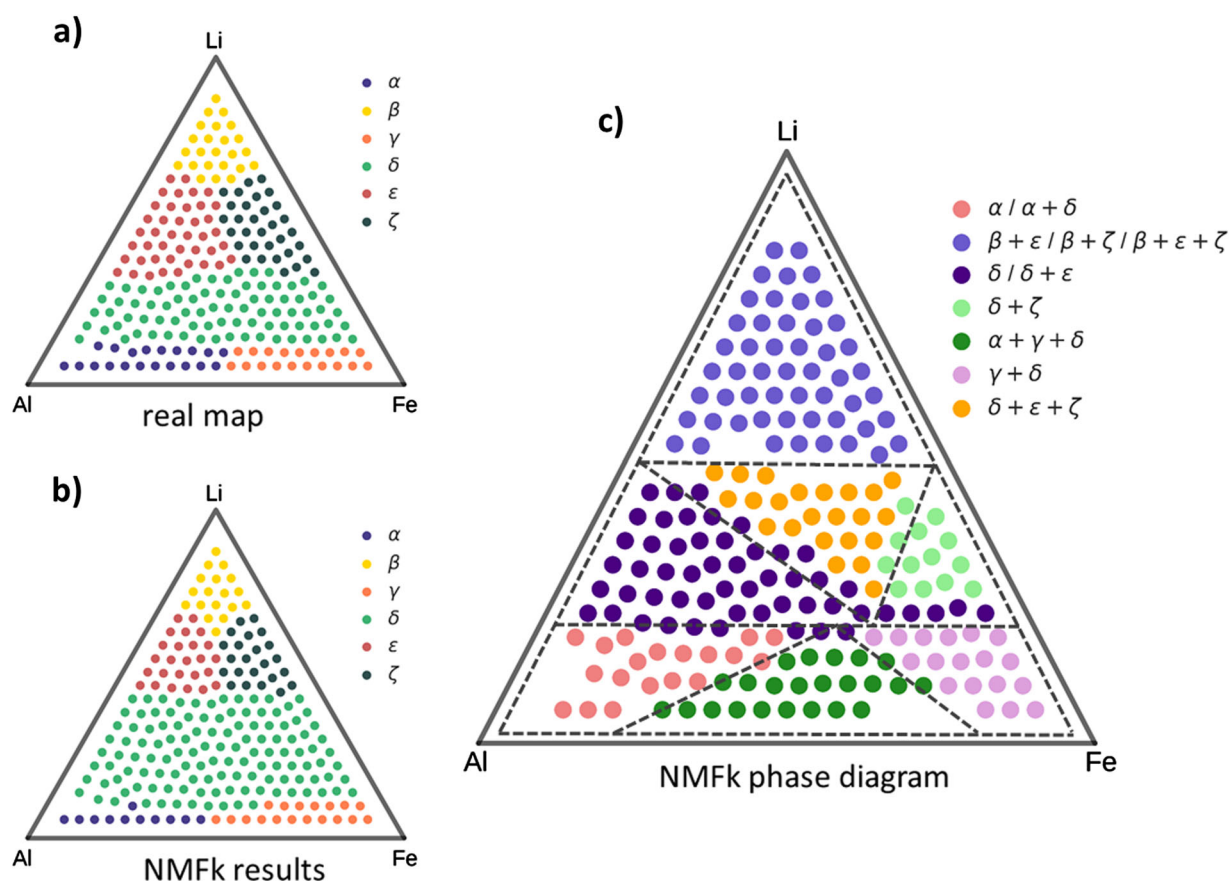 a)
Li
α
β
γ
δ
ε
ζ
Al
Fe
real map
b)
Li
α
β
γ
δ
ε
ζ
Al
Fe
NMFk results
c)
Li
α / α + δ
β + ε / β + ζ / β + ε + ζ
δ / δ + ε
δ + ζ
α + γ + δ
γ + δ
δ + ε + ζ
Al
Fe
NMFk phase diagram